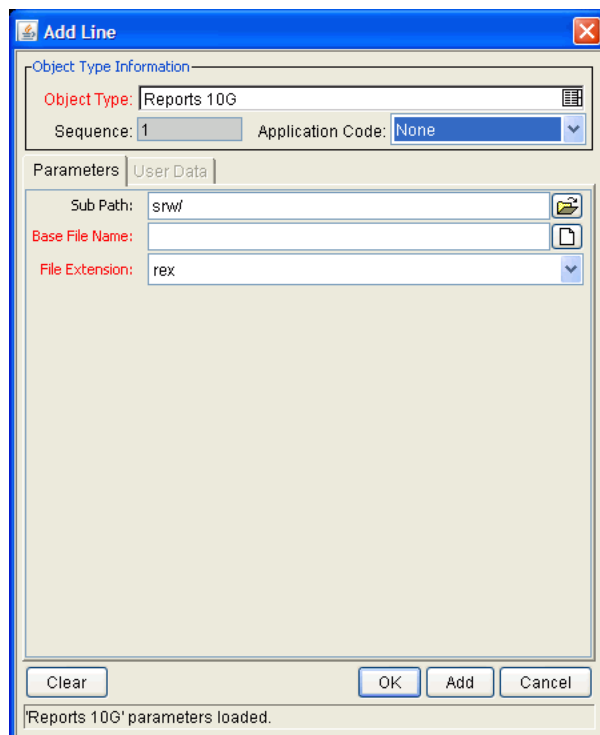 Add Line
Object Type Information
Object Type: Reports 10G
Sequence: 1 Application Code: None
Parameters User Data
Sub Path: srw/
Base File Name:
File Extension: rex
Clear OK Add Cancel
'Reports 10G' parameters loaded.